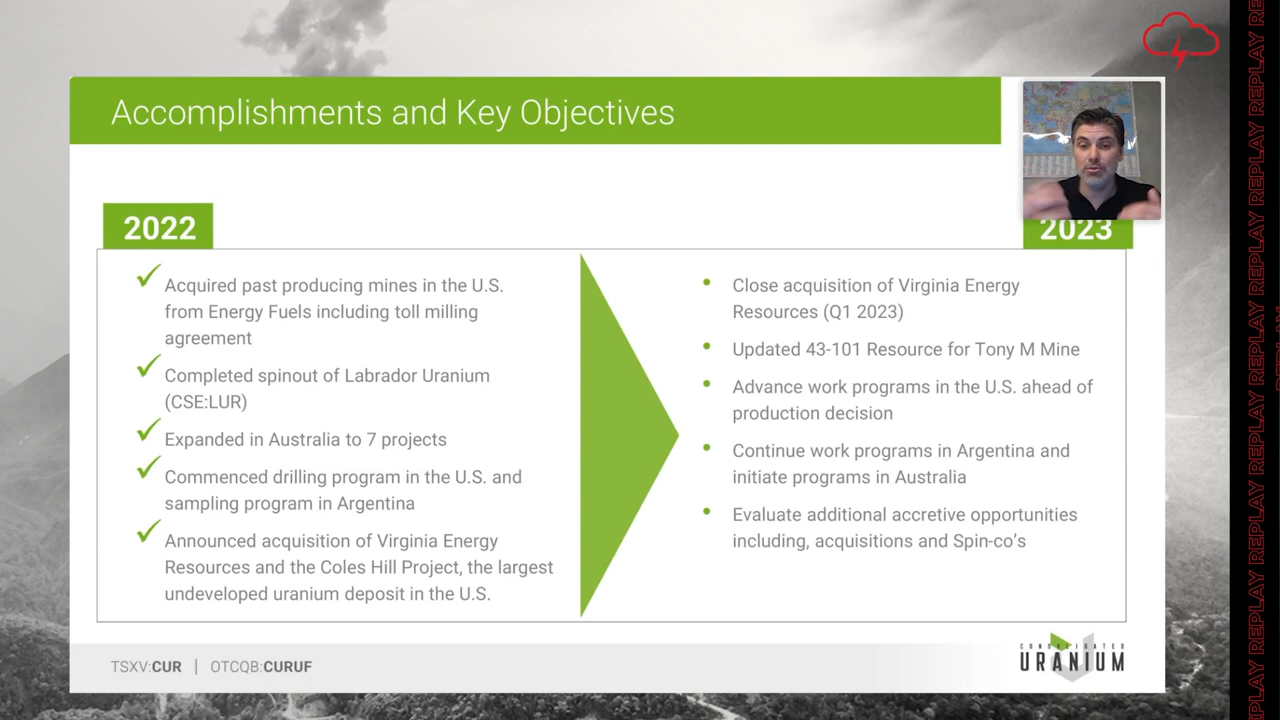 Accomplishments and Key Objectives
2022
Acquired past producing mines in the U.S.
from Energy Fuels including toll milling
agreement
Completed spinout of Labrador Uranium
(CSE:LUR)
Expanded in Australia to 7 projects
Commenced drilling program in the U.S. and
sampling program in Argentina
Announced acquisition of Virginia Energy
Resources and the Coles Hill Project, the largest
undeveloped uranium deposit in the U.S.
2023
Close acquisition of Virginia Energy
Resources (Q1 2023)
Updated 43-101 Resource for Tony M Mine
Advance work programs in the U.S. ahead of
production decision
Continue work programs in Argentina and
initiate programs in Australia
Evaluate additional accretive opportunities
including, acquisitions and Spin-co’s
TSXV:CUR | OTCQB:CURUF
CONSOLIDATED
URANIUM
REPLAY REPLAY REPLAY REPLAY REPLAY REPLAY REPLAY REPLAY REPLAY